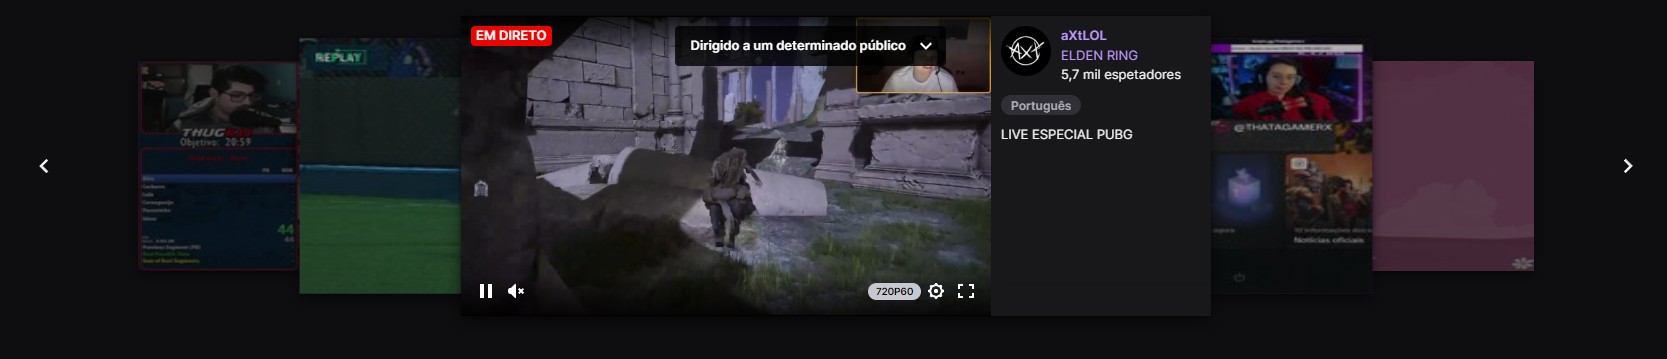 THUG
Objetivo: 20:59
44
REPLAY
EM DIRETO
Dirigido a um determinado público
720P60
AXT
aXtLOL
ELDEN RING
5,7 mil espetadores
Português
LIVE ESPECIAL PUBG
@THATAGAMERX
Notícias oficiais